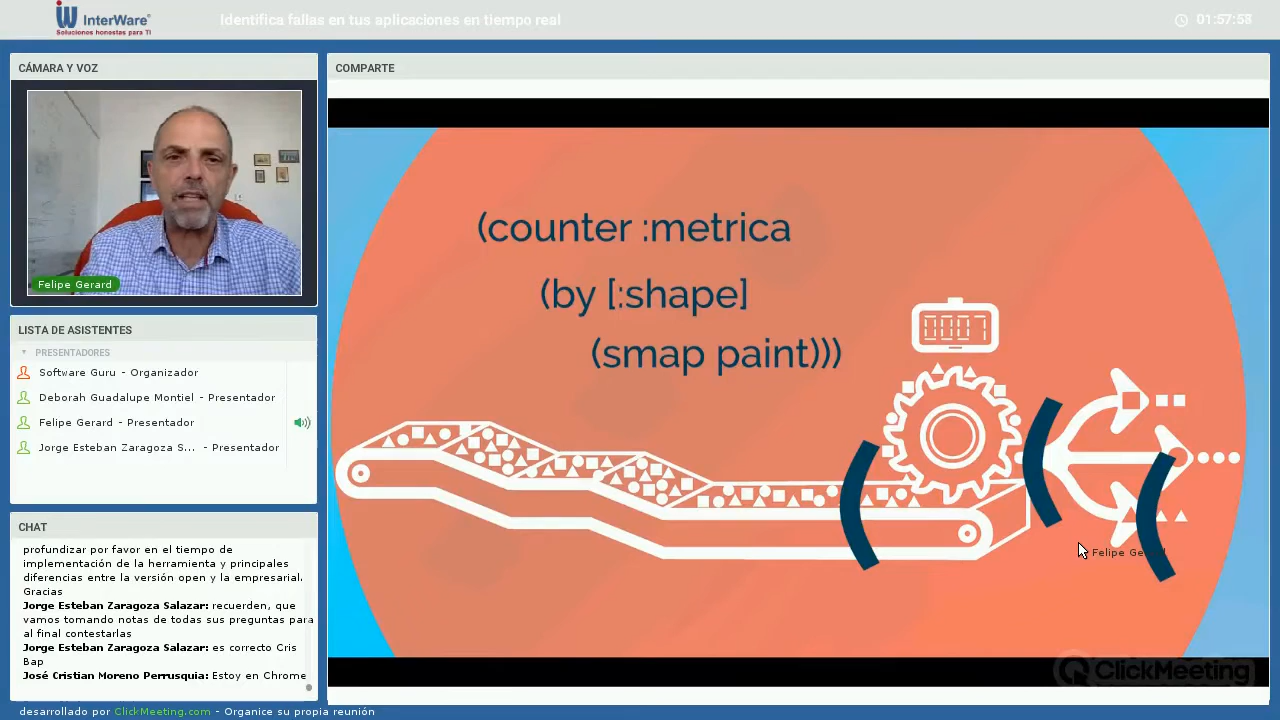 InterWare®
Soluciones honestas para TI
Identifica fallas en tus aplicaciones en tiempo real
01:57:58
CÁMARA Y VOZ
Felipe Gerard
LISTA DE ASISTENTES
PRESENTADORES
Software Guru - Organizador
Deborah Guadalupe Montiel - Presentador
Felipe Gerard - Presentador
Jorge Esteban Zaragoza S... - Presentador
CHAT
profundizar por favor en el tiempo de
implementación de la herramienta y principales
diferencias entre la versión open y la empresarial.
Gracias
Jorge Esteban Zaragoza Salazar: recuerden, que
vamos tomando notas de todas sus preguntas para
al final contestarlas
Jorge Esteban Zaragoza Salazar: es correcto Cris
Bap
José Cristian Moreno Perrusquia: Estoy en Chrome
COMPARTE
(counter :metrica
(by [:shape]
(smap paint)))
Felipe Gerard
ClickMeeting
desarrollado por ClickMeeting.com - Organice su propia reunión